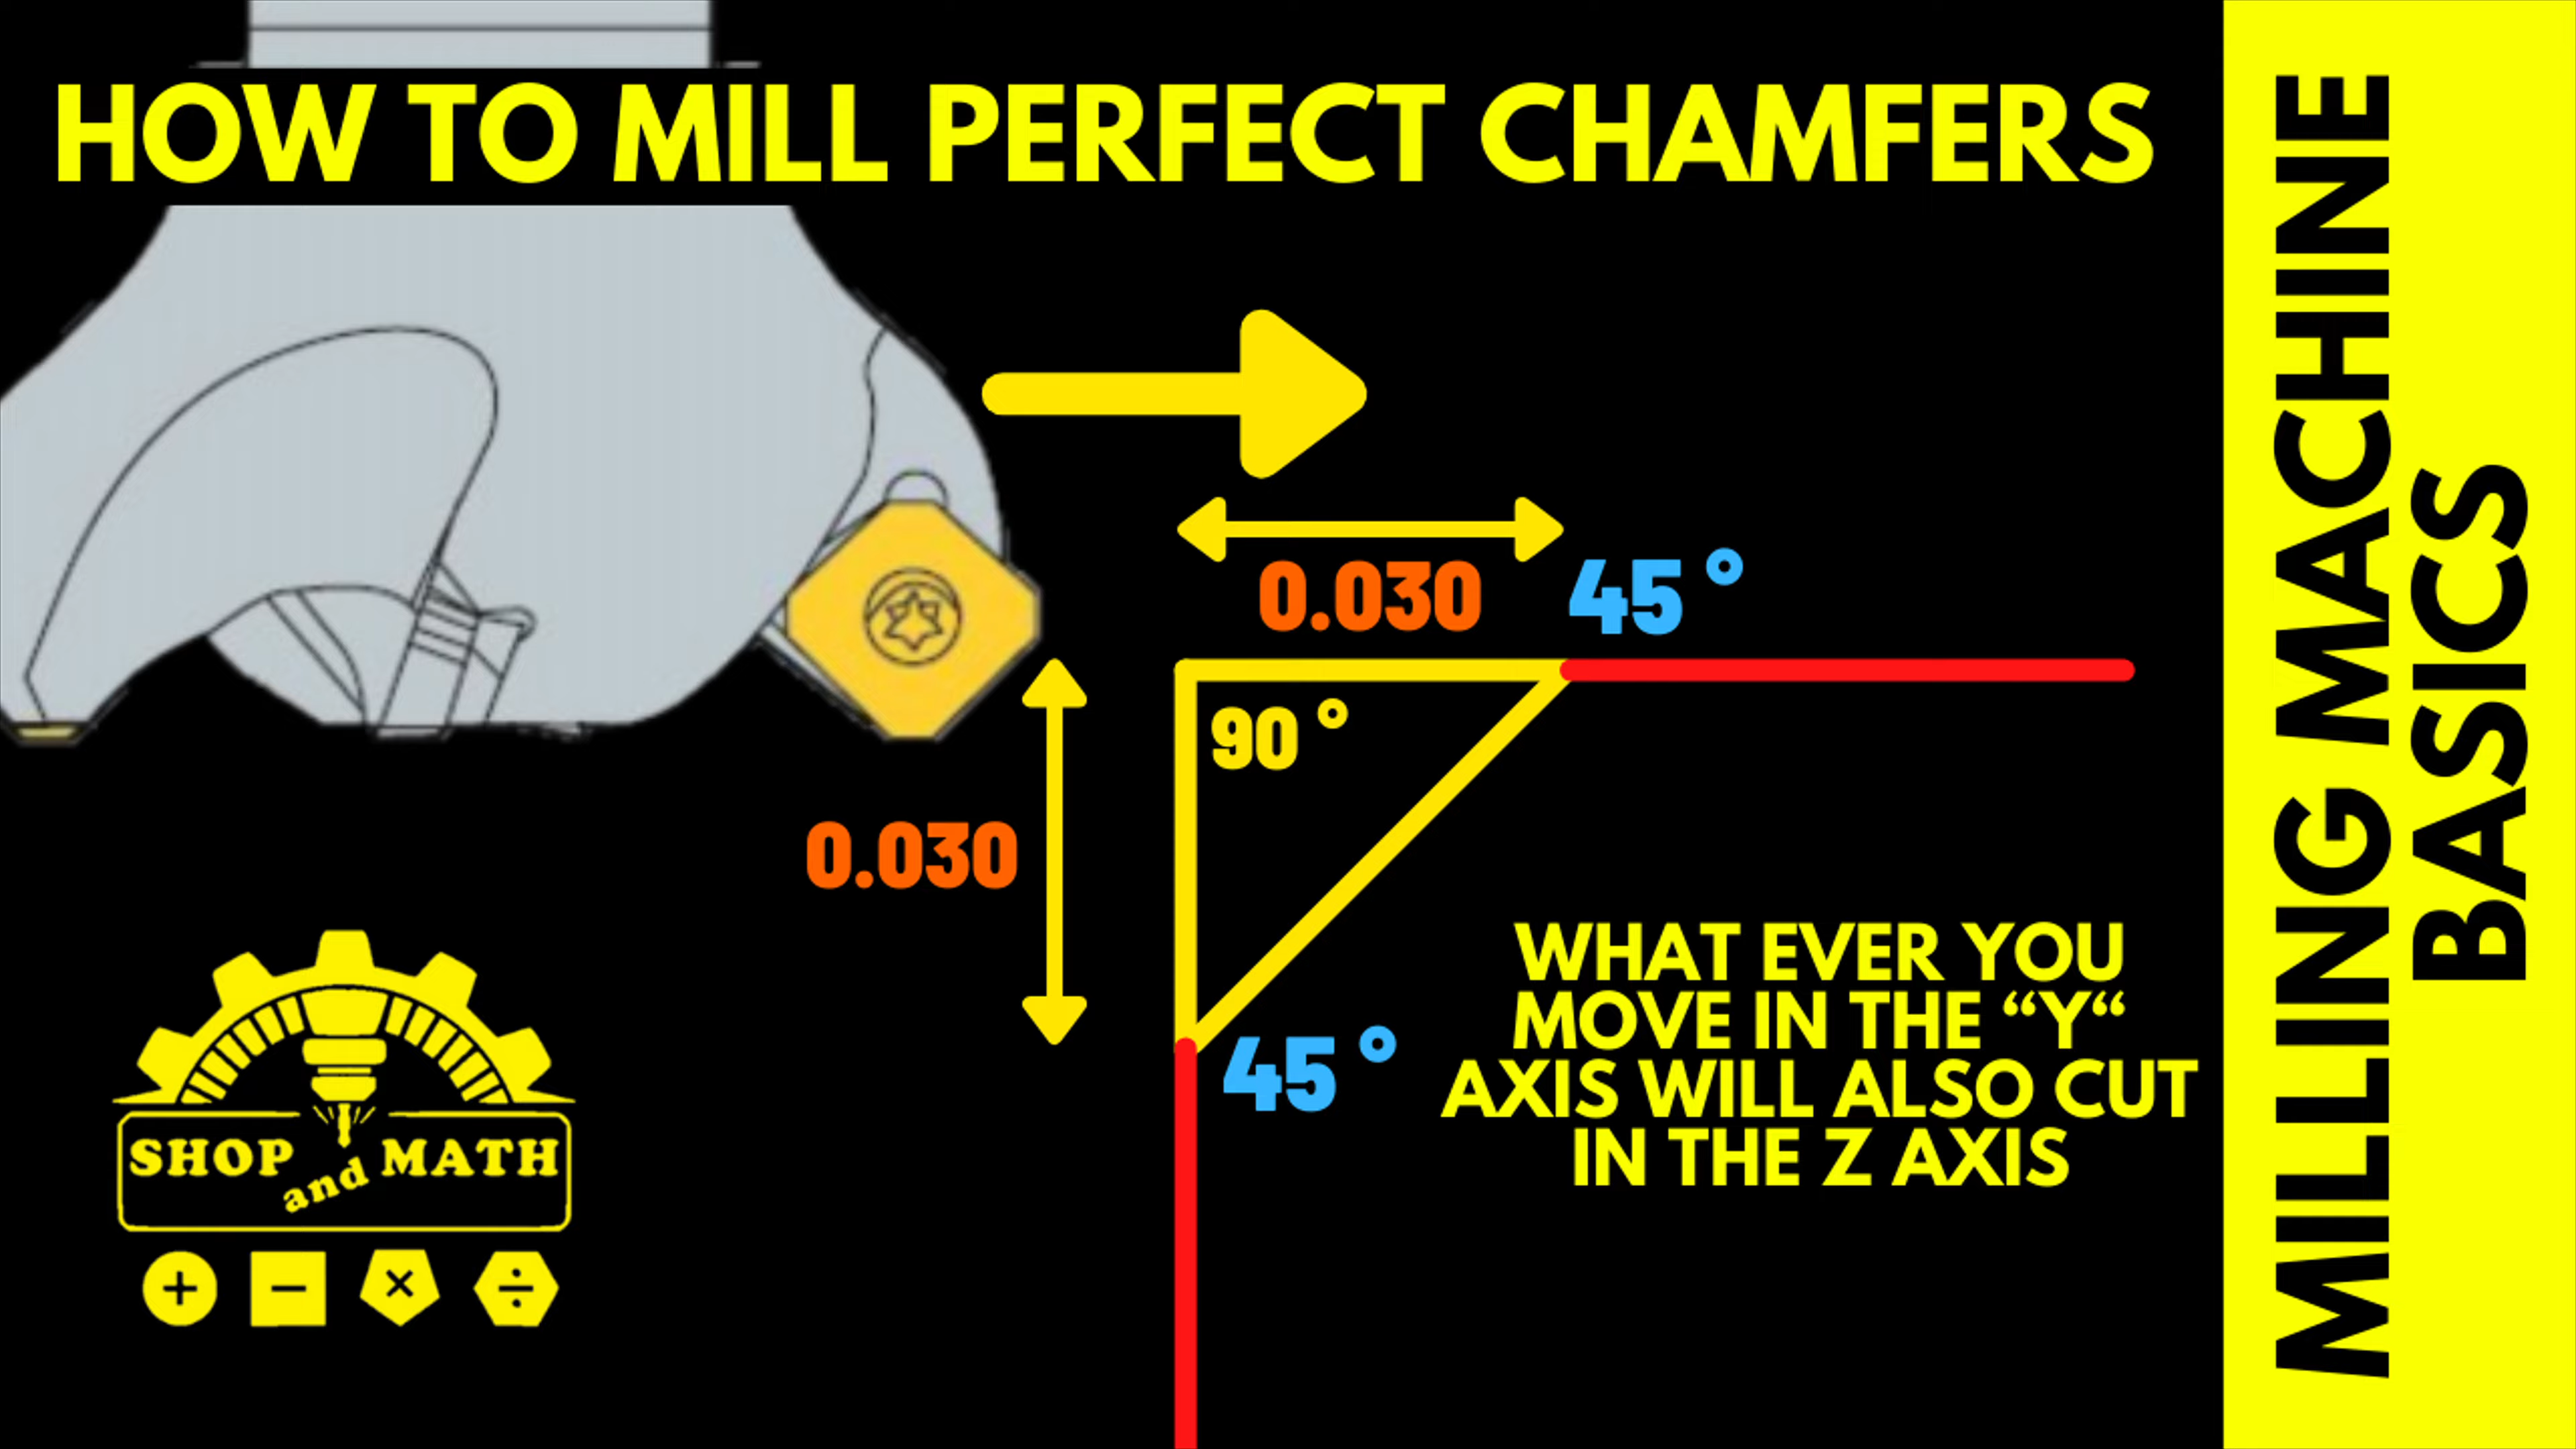 HOW TO MILL PERFECT CHAMFERS
0.030
45°
90°
0.030
45°
WHAT EVER YOU
MOVE IN THE “Y“
AXIS WILL ALSO CUT
IN THE Z AXIS
SHOP and MATH
+ − × ÷
MILLING MACHINE
BASICS